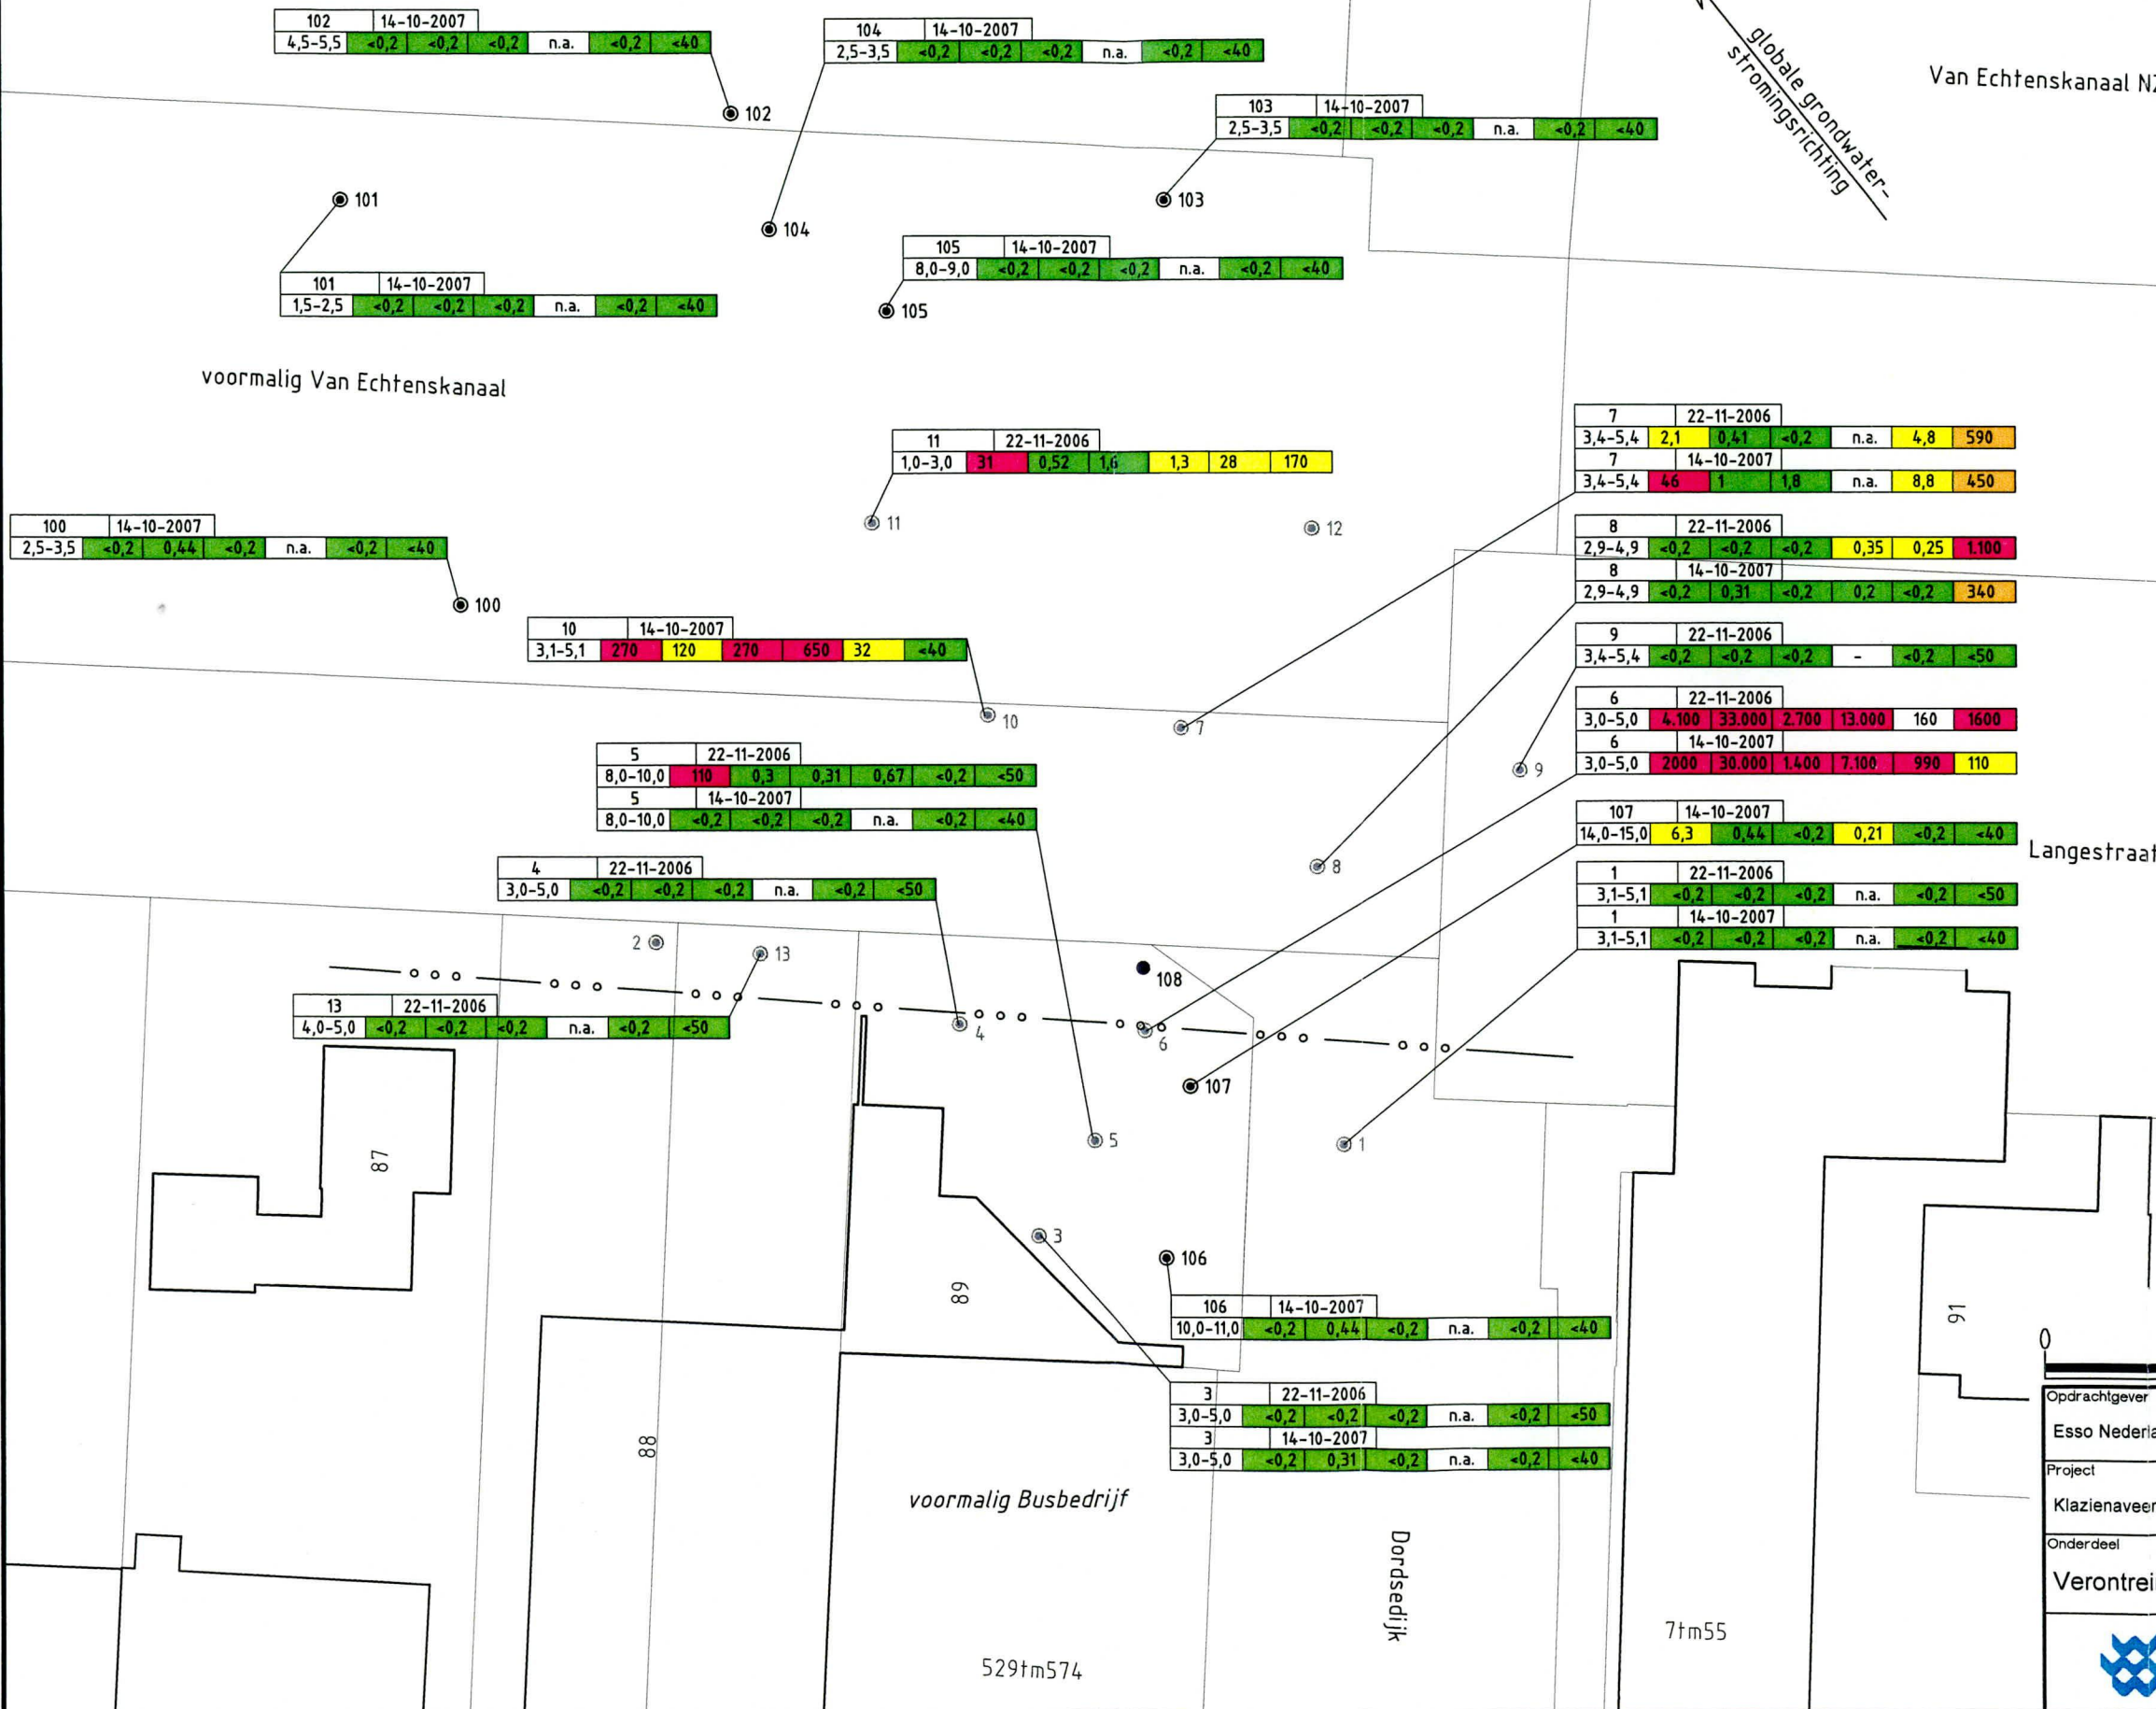 102 14-10-2007
4,5-5,5 <0,2 <0,2 <0,2 n.a. <0,2 <40
104 14-10-2007
2,5-3,5 <0,2 <0,2 <0,2 n.a. <0,2 <40
globale grondwater-
stromingsrichting
Van Echtenskanaal NZ
102
103 14-10-2007
2,5-3,5 <0,2 <0,2 <0,2 n.a. <0,2 <40
101
104
103
105 14-10-2007
8,0-9,0 <0,2 <0,2 <0,2 n.a. <0,2 <40
101 14-10-2007
1,5-2,5 <0,2 <0,2 <0,2 n.a. <0,2 <40
105
voormalig Van Echtenskanaal
7 22-11-2006
3,4-5,4 2,1 0,41 <0,2 n.a. 4,8 590
7 14-10-2007
3,4-5,4 46 1 1,8 n.a. 8,8 450
11 22-11-2006
1,0-3,0 31 0,52 1,6 1,3 28 170
11
12
100 14-10-2007
2,5-3,5 <0,2 0,44 <0,2 n.a. <0,2 <40
100
8 22-11-2006
2,9-4,9 <0,2 <0,2 <0,2 0,35 0,25 1.100
8 14-10-2007
2,9-4,9 <0,2 0,31 <0,2 0,2 <0,2 340
10 14-10-2007
3,1-5,1 270 120 270 650 32 <40
9 22-11-2006
3,4-5,4 <0,2 <0,2 <0,2 - <0,2 <50
10
7
6 22-11-2006
3,0-5,0 4.100 33.000 2.700 13.000 160 1600
6 14-10-2007
3,0-5,0 2000 30.000 1.400 7.100 990 110
9
5 22-11-2006
8,0-10,0 110 0,3 0,31 0,67 <0,2 <50
5 14-10-2007
8,0-10,0 <0,2 <0,2 <0,2 n.a. <0,2 <40
107 14-10-2007
14,0-15,0 6,3 0,44 <0,2 0,21 <0,2 <40
Langestraat
8
4 22-11-2006
3,0-5,0 <0,2 <0,2 <0,2 n.a. <0,2 <50
1 22-11-2006
3,1-5,1 <0,2 <0,2 <0,2 n.a. <0,2 <50
1 14-10-2007
3,1-5,1 <0,2 <0,2 <0,2 n.a. <0,2 <40
2
13
108
13 22-11-2006
4,0-5,0 <0,2 <0,2 <0,2 n.a. <0,2 <50
4
6
107
5
1
87
3
106
89
106 14-10-2007
10,0-11,0 <0,2 0,44 <0,2 n.a. <0,2 <40
91
0
3 22-11-2006
3,0-5,0 <0,2 <0,2 <0,2 n.a. <0,2 <50
3 14-10-2007
3,0-5,0 <0,2 0,31 <0,2 n.a. <0,2 <40
88
Opdrachtgever
Esso Nederla
Project
Klazienaveen
Onderdeel
Verontrei
voormalig Busbedrijf
Dordsedijk
7tm55
529tm574